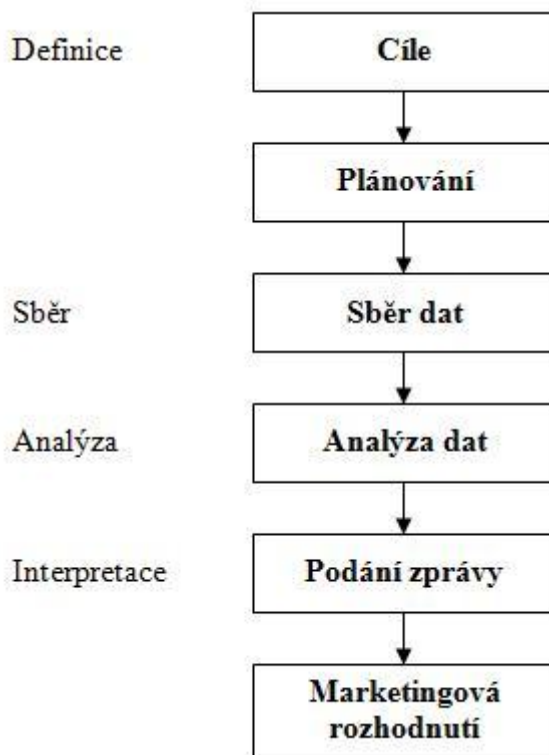 Definice
Cíle
Plánování
Sběr
Sběr dat
Analýza
Analýza dat
Interpretace
Podání zprávy
Marketingová
rozhodnutí